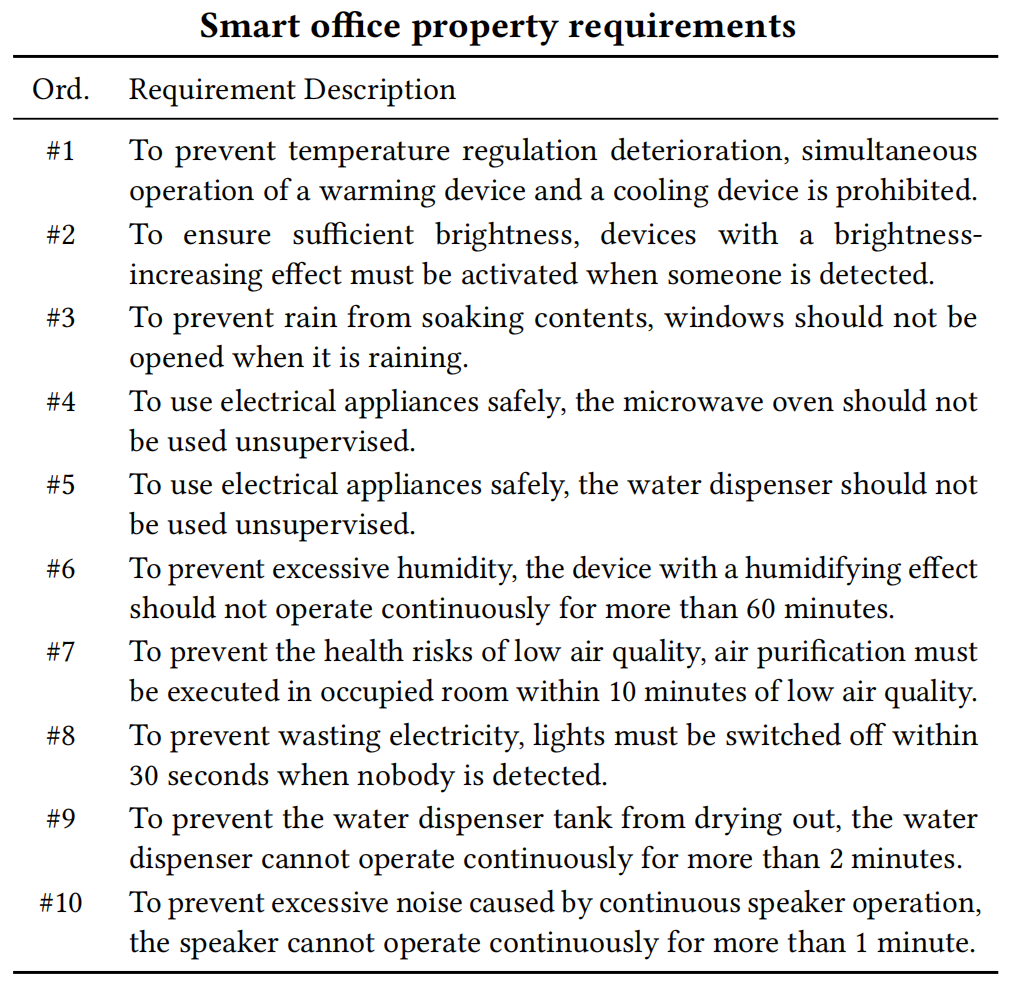 Smart office property requirements
Ord. Requirement Description
#1 To prevent temperature regulation deterioration, simultaneous
operation of a warming device and a cooling device is prohibited.
#2 To ensure sufficient brightness, devices with a brightness-
increasing effect must be activated when someone is detected.
#3 To prevent rain from soaking contents, windows should not be
opened when it is raining.
#4 To use electrical appliances safely, the microwave oven should not
be used unsupervised.
#5 To use electrical appliances safely, the water dispenser should not
be used unsupervised.
#6 To prevent excessive humidity, the device with a humidifying effect
should not operate continuously for more than 60 minutes.
#7 To prevent the health risks of low air quality, air purification must
be executed in occupied room within 10 minutes of low air quality.
#8 To prevent wasting electricity, lights must be switched off within
30 seconds when nobody is detected.
#9 To prevent the water dispenser tank from drying out, the water
dispenser cannot operate continuously for more than 2 minutes.
#10 To prevent excessive noise caused by continuous speaker operation,
the speaker cannot operate continuously for more than 1 minute.